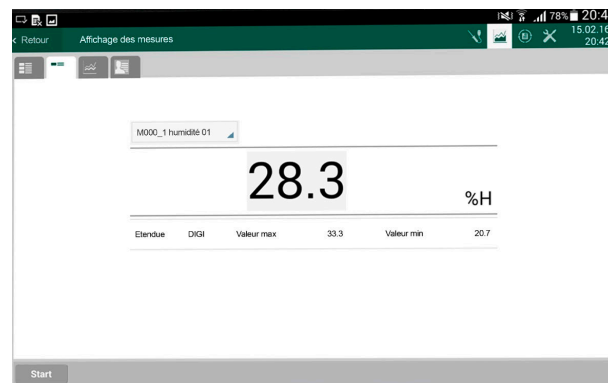 78% 20:4
Retour Affichage des mesures 15.02.16
20:42
M000_1 humidité 01
28.3
%H
Etendue DIGI Valeur max 33.3 Valeur min 20.7
Start